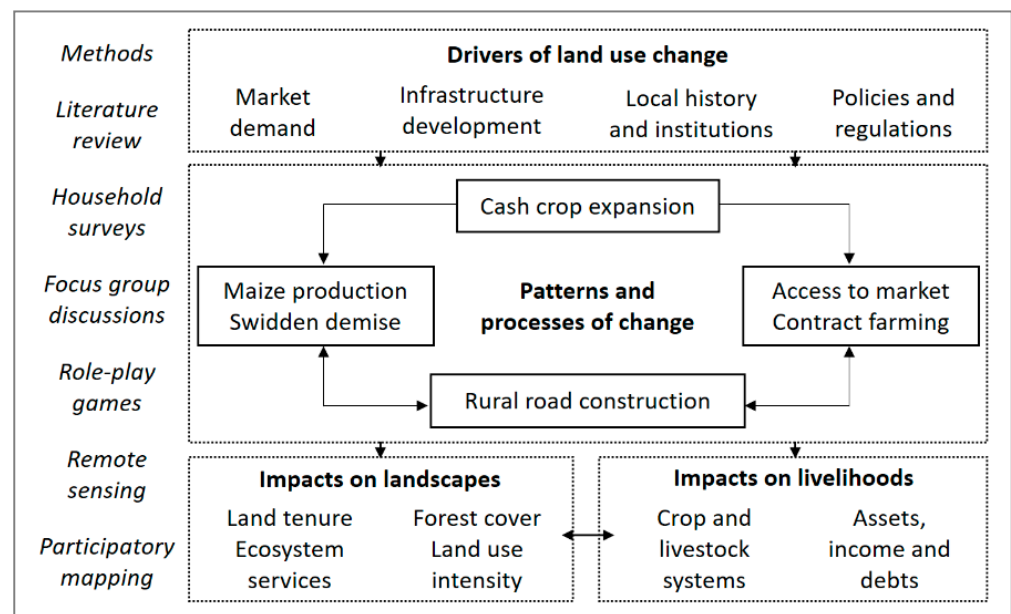 Methods
Literature
review
Household
surveys
Focus group
discussions
Role-play
games
Remote
sensing
Participatory
mapping
Drivers of land use change
Market
demand
Infrastructure
development
Local history
and institutions
Policies and
regulations
Cash crop expansion
Maize production
Swidden demise
Patterns and
processes of change
Access to market
Contract farming
Rural road construction
Impacts on landscapes
Land tenure
Ecosystem
services
Forest cover
Land use
intensity
Impacts on livelihoods
Crop and
livestock
systems
Assets,
income and
debts